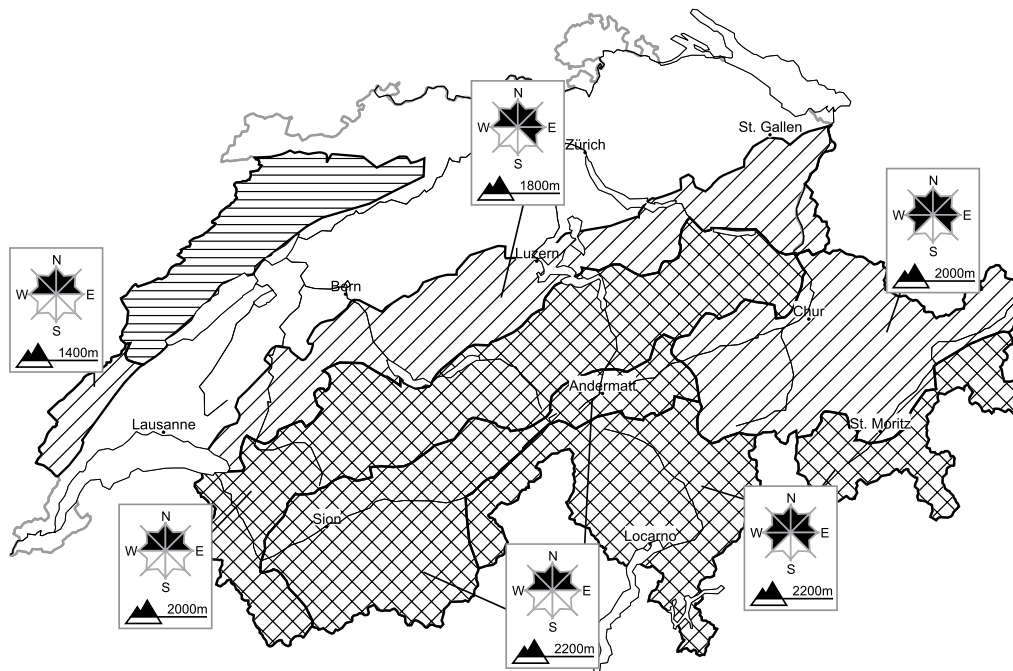 N
W E
S
1800m
St. Gallen
Zürich
N
W E
S
2000m
N
W E
S
1400m
Luzern
Bern
Chur
Andermatt
Lausanne
St. Moritz
N
W E
S
2000m
Sion
Locarno
N
W E
S
2200m
N
W E
S
2200m